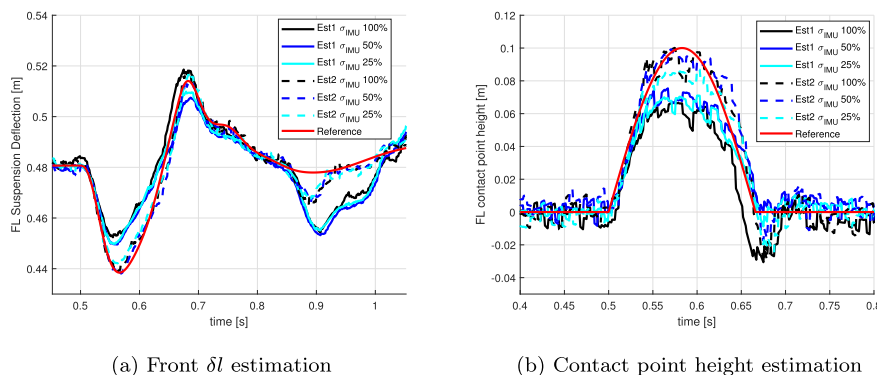 0.54
0.52
0.5
0.48
0.46
0.44
FL Suspension Deflection [m]
0.5
0.6
0.7
0.8
0.9
1
time [s]
Est1 σIMU 100%
Est1 σIMU 50%
Est1 σIMU 25%
Est2 σIMU 100%
Est2 σIMU 50%
Est2 σIMU 25%
Reference
(a) Front δl estimation
0.12
0.1
0.08
0.06
0.04
0.02
0
-0.02
-0.04
FL contact point height [m]
0.4
0.45
0.5
0.55
0.6
0.65
0.7
0.75
0.8
time [s]
Est1 σIMU 100%
Est1 σIMU 50%
Est1 σIMU 25%
Est2 σIMU 100%
Est2 σIMU 50%
Est2 σIMU 25%
Reference
(b) Contact point height estimation